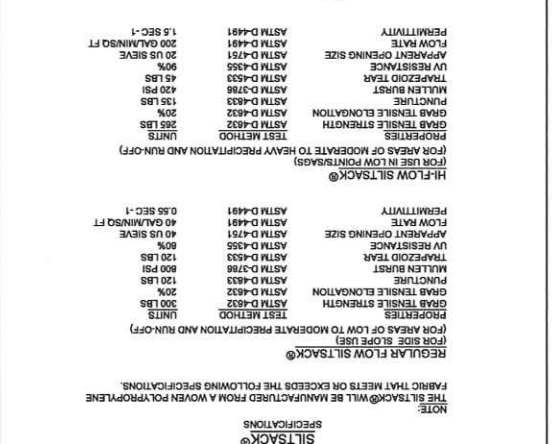 SILTSACK®
SPECIFICATIONS
NOTE:
THE SILTSACK® WILL BE MANUFACTURED FROM A WOVEN POLYPROPYLENE
FABRIC THAT MEETS OR EXCEEDS THE FOLLOWING SPECIFICATIONS.
REGULAR FLOW SILTSACK®
(FOR SIDE SLOPE USE)
(FOR AREAS OF LOW TO MODERATE PRECIPITATION AND RUN-OFF)
PROPERTIES TEST METHOD UNITS
GRAB TENSILE STRENGTH ASTM D-4632 300 LBS
GRAB TENSILE ELONGATION ASTM D-4632 20%
PUNCTURE ASTM D-4833 120 LBS
MULLEN BURST ASTM D-3786 800 PSI
TRAPEZOID TEAR ASTM D-4533 120 LBS
UV RESISTANCE ASTM D-4355 80%
APPARENT OPENING SIZE ASTM D-4751 40 US SIEVE
FLOW RATE ASTM D-4491 40 GAL/MIN/SQ FT
PERMITTIVITY ASTM D-4491 0.55 SEC -1
HI-FLOW SILTSACK®
(FOR USE IN LOW POINTS/SAGS)
(FOR AREAS OF MODERATE TO HEAVY PRECIPITATION AND RUN-OFF)
PROPERTIES TEST METHOD UNITS
GRAB TENSILE STRENGTH ASTM D-4632 265 LBS
GRAB TENSILE ELONGATION ASTM D-4632 20%
PUNCTURE ASTM D-4833 135 LBS
MULLEN BURST ASTM D-3786 420 PSI
TRAPEZOID TEAR ASTM D-4533 45 LBS
UV RESISTANCE ASTM D-4355 90%
APPARENT OPENING SIZE ASTM D-4751 20 US SIEVE
FLOW RATE ASTM D-4491 200 GAL/MIN/SQ FT
PERMITTIVITY ASTM D-4491 1.5 SEC -1